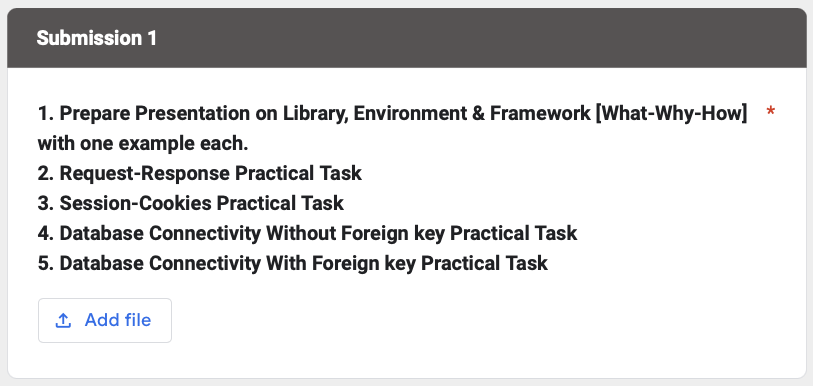 Submission 1
1. Prepare Presentation on Library, Environment & Framework [What-Why-How] *
with one example each.
2. Request-Response Practical Task
3. Session-Cookies Practical Task
4. Database Connectivity Without Foreign key Practical Task
5. Database Connectivity With Foreign key Practical Task
Add file